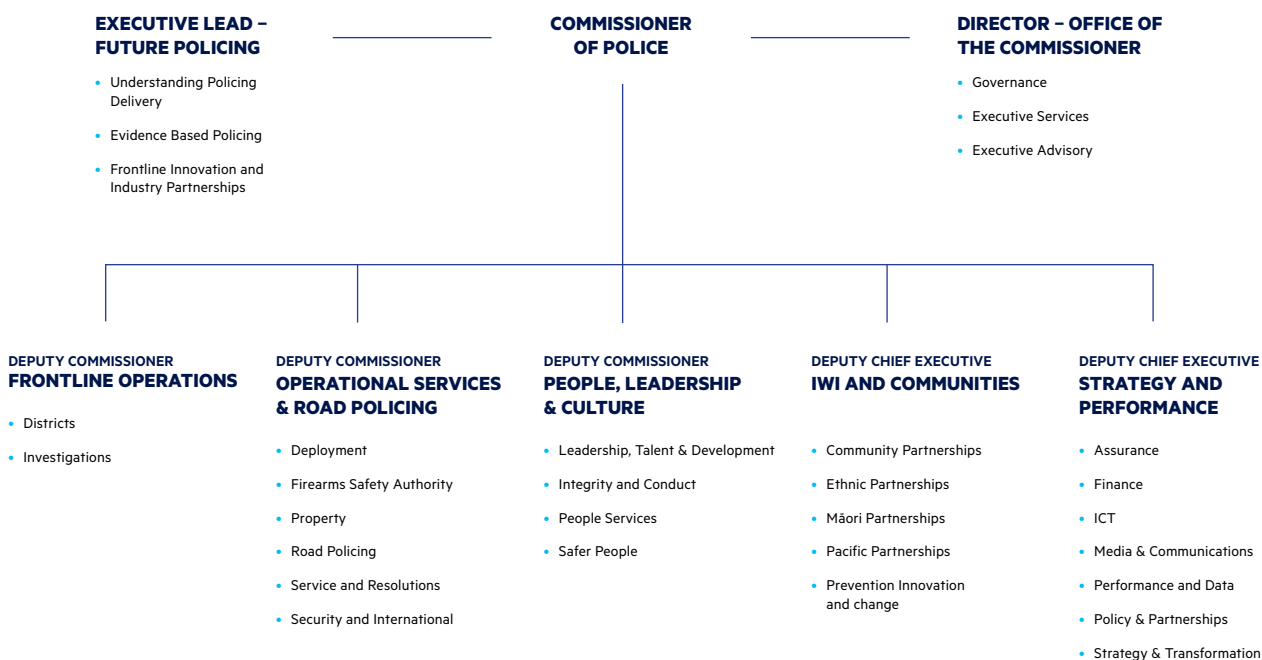 EXECUTIVE LEAD –
FUTURE POLICING
• Understanding Policing
Delivery
• Evidence Based Policing
• Frontline Innovation and
Industry Partnerships
COMMISSIONER
OF POLICE
DIRECTOR – OFFICE OF
THE COMMISSIONER
• Governance
• Executive Services
• Executive Advisory
DEPUTY COMMISSIONER
FRONTLINE OPERATIONS
• Districts
• Investigations
DEPUTY COMMISSIONER
OPERATIONAL SERVICES
& ROAD POLICING
• Deployment
• Firearms Safety Authority
• Property
• Road Policing
• Service and Resolutions
• Security and International
DEPUTY COMMISSIONER
PEOPLE, LEADERSHIP
& CULTURE
• Leadership, Talent & Development
• Integrity and Conduct
• People Services
• Safer People
DEPUTY CHIEF EXECUTIVE
IWI AND COMMUNITIES
• Community Partnerships
• Ethnic Partnerships
• Māori Partnerships
• Pacific Partnerships
• Prevention Innovation
and change
DEPUTY CHIEF EXECUTIVE
STRATEGY AND
PERFORMANCE
• Assurance
• Finance
• ICT
• Media & Communications
• Performance and Data
• Policy & Partnerships
• Strategy & Transformation